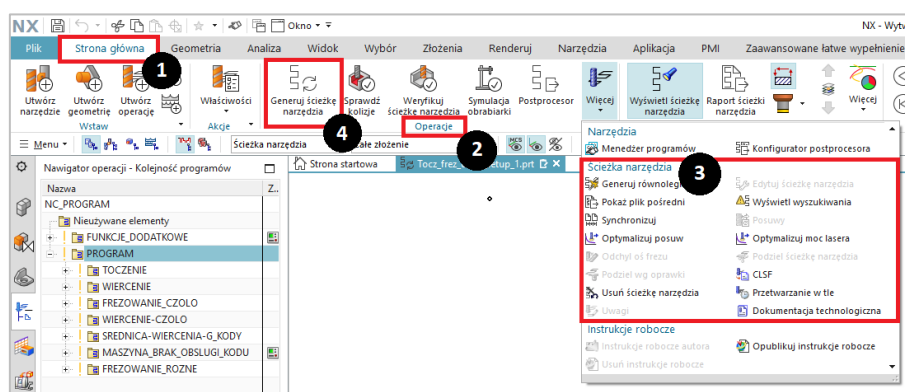 NX Okno NX - Wytw
Plik Strona główna Geometria Analiza Widok Wybór Złożenia Renderuj Narzędzia Aplikacja PMI Zaawansowane łatwe wypełnienie
1
Utwórz narzędzie Utwórz geometrię Utwórz operację Właściwości Generuj ścieżkę narzędzia Sprawdź kolizje Weryfikuj ścieżkę narzędzia Symulacja obrabiarki Postprocesor Więcej Wyświetl ścieżkę narzędzia Raport ścieżki narzędzia Więcej
Wstaw Akcje Operacje
4 2
Menu Ścieżka narzędzia złożenie
Nawigator operacji - Kolejność programów
Strona startowa
Nazwa
NC_PROGRAM
Nieużywane elementy
FUNKCJE_DODATKOWE
PROGRAM
TOCZENIE
WIERCENIE
FREZOWANIE_CZOLO
WIERCENIE-CZOLO
SREDNICA-WIERCENIA-G_KODY
MASZYNA_BRAK_OBSLUGI_KODU
FREZOWANIE_ROZNE
Narzędzia
Menedżer programów Konfigurator postprocesora
Ścieżka narzędzia
3
Generuj Edytuj ścieżkę narzędzia
Pokaż plik pośredni Wyświetl wyszukiwania
Synchronizuj Posuwy
Optymalizuj posuw Optymalizuj moc lasera
Odchyl oś frezu Podziel ścieżkę narzędzia
Podziel wg oprawki CLSF
Usuń ścieżkę narzędzia Przetwarzanie w tle
Uwagi Dokumentacja technologiczna
Instrukcje robocze
Instrukcje robocze autora Opublikuj instrukcje robocze
Usuń instrukcje robocze